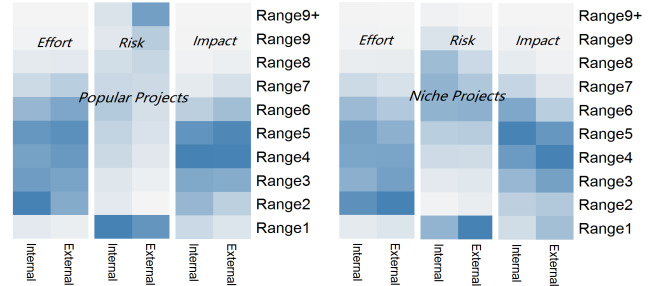 Range9+
Effort Risk Impact Range9
Range8
Range7
Popular Projects
Range6
Range5
Range4
Range3
Range2
Range1
Internal External Internal External Internal External
Range9+
Effort Risk Impact Range9
Range8
Range7
Niche Projects
Range6
Range5
Range4
Range3
Range2
Range1
Internal External Internal External Internal External